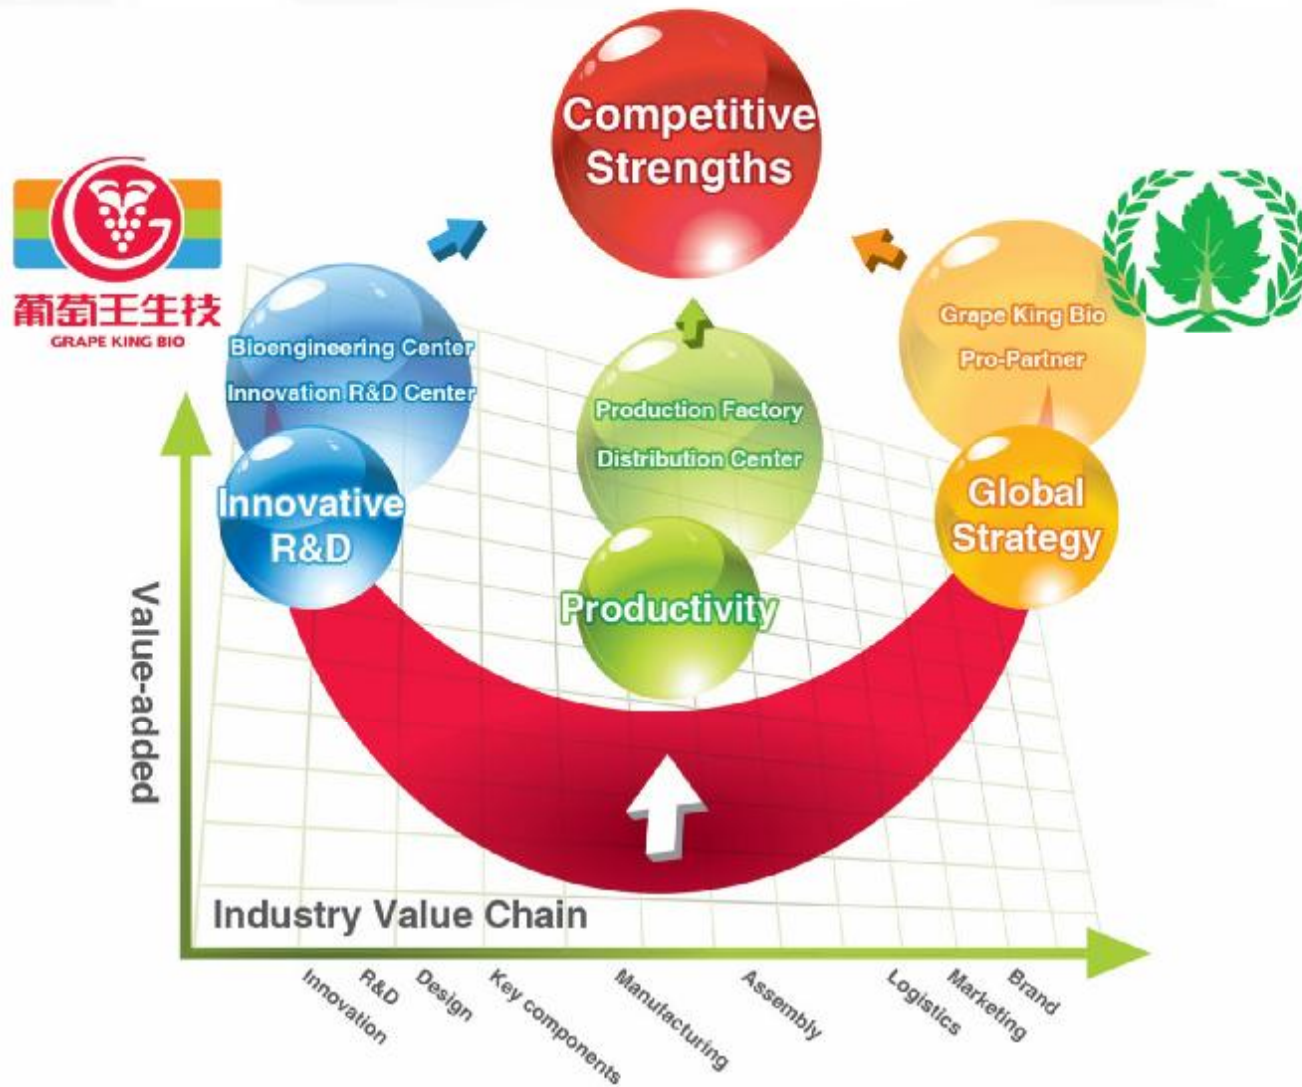 Competitive
Strengths
葡萄王生技
GRAPE KING BIO
Bioengineering Center
Innovation R&D Center
Innovative
R&D
Production Factory
Distribution Center
Productivity
Grape King Bio
Pro-Partner
Global
Strategy
Value-added
Industry Value Chain
Innovation
R&D
Design
Key components
Manufacturing
Assembly
Logistics
Marketing
Brand